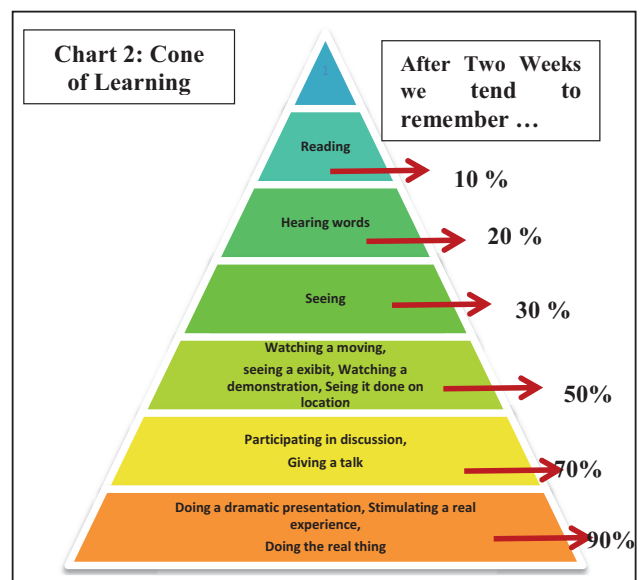 Chart 2: Cone
of Learning
After Two Weeks
we tend to
remember ...
1
Reading
10 %
Hearing words
20 %
Seeing
30 %
Watching a moving,
seeing a exibit, Watching a
demonstration, Seing it done on
location
50%
Participating in discussion,
Giving a talk
70%
Doing a dramatic presentation, Stimulating a real
experience,
Doing the real thing
90%